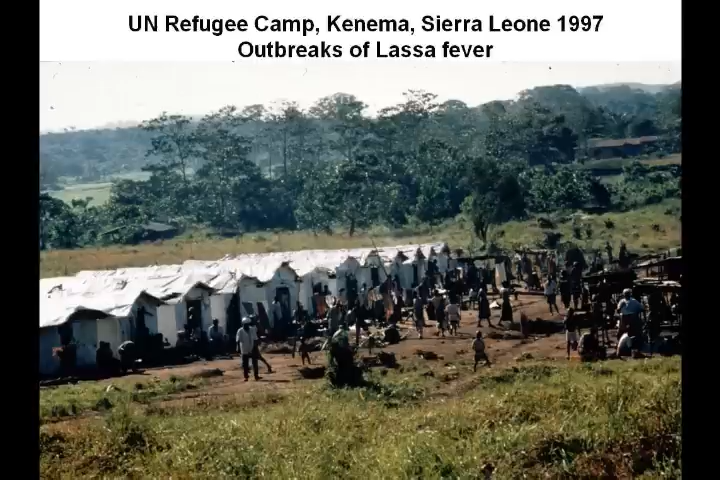 UN Refugee Camp, Kenema, Sierra Leone 1997
Outbreaks of Lassa fever